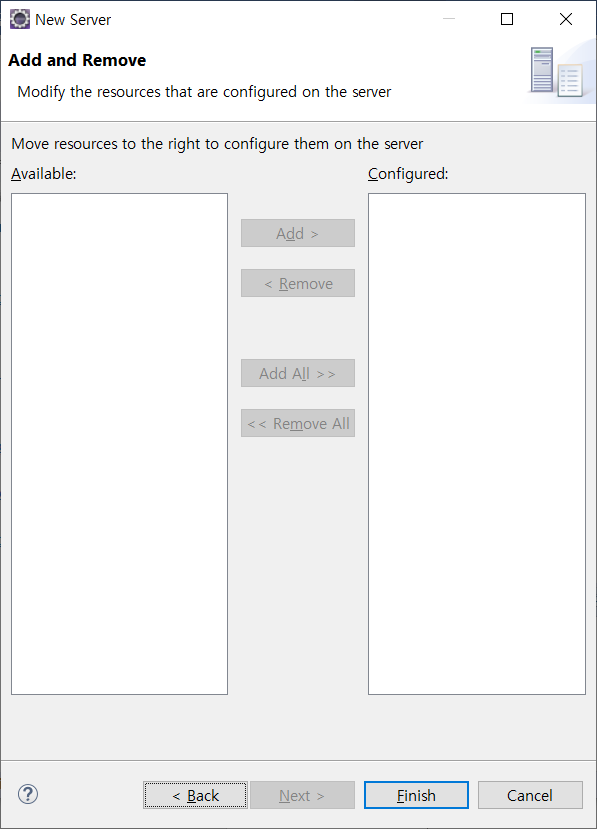 New Server
Add and Remove
Modify the resources that are configured on the server
Move resources to the right to configure them on the server
Available:
Configured:
Add >
< Remove
Add All >>
<< Remove All
?
< Back
Next >
Finish
Cancel